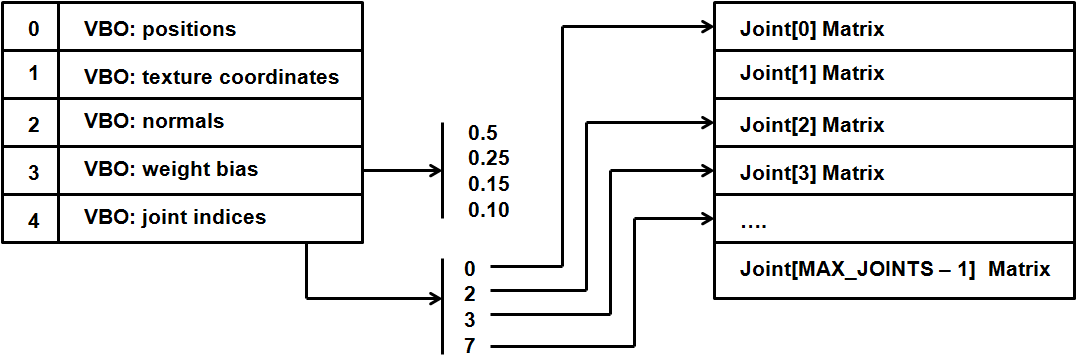 0 VBO: positions
1 VBO: texture coordinates
2 VBO: normals
3 VBO: weight bias
4 VBO: joint indices
0.5
0.25
0.15
0.10
0
2
3
7
Joint[0] Matrix
Joint[1] Matrix
Joint[2] Matrix
Joint[3] Matrix
....
Joint[MAX_JOINTS – 1] Matrix